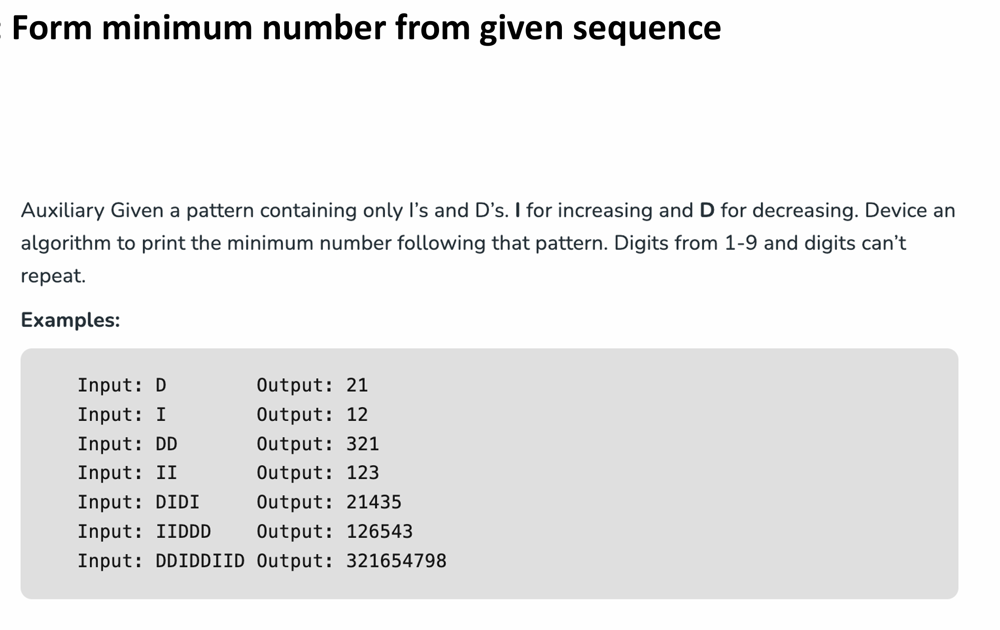 : Form minimum number from given sequence
Auxiliary Given a pattern containing only I’s and D’s. I for increasing and D for decreasing. Device an
algorithm to print the minimum number following that pattern. Digits from 1-9 and digits can’t
repeat.
Examples:
Input: D Output: 21
Input: I Output: 12
Input: DD Output: 321
Input: II Output: 123
Input: DIDI Output: 21435
Input: IIDDD Output: 126543
Input: DDIDDIID Output: 321654798